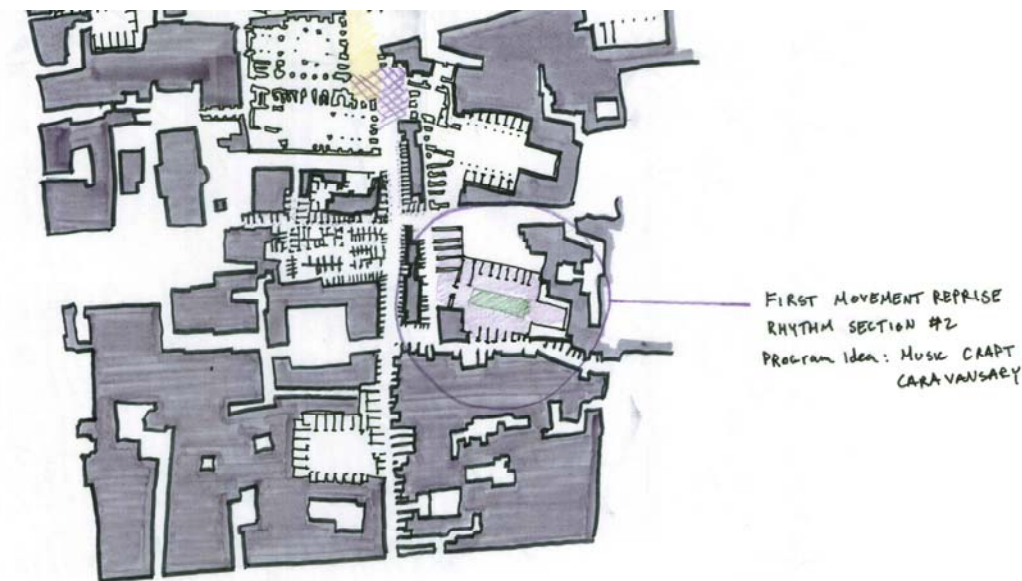 FIRST MOVEMENT REPRISE
RHYTHM SECTION #2
PROGRAM IDEA: MUSIC CRAFT
CARAVANSARY